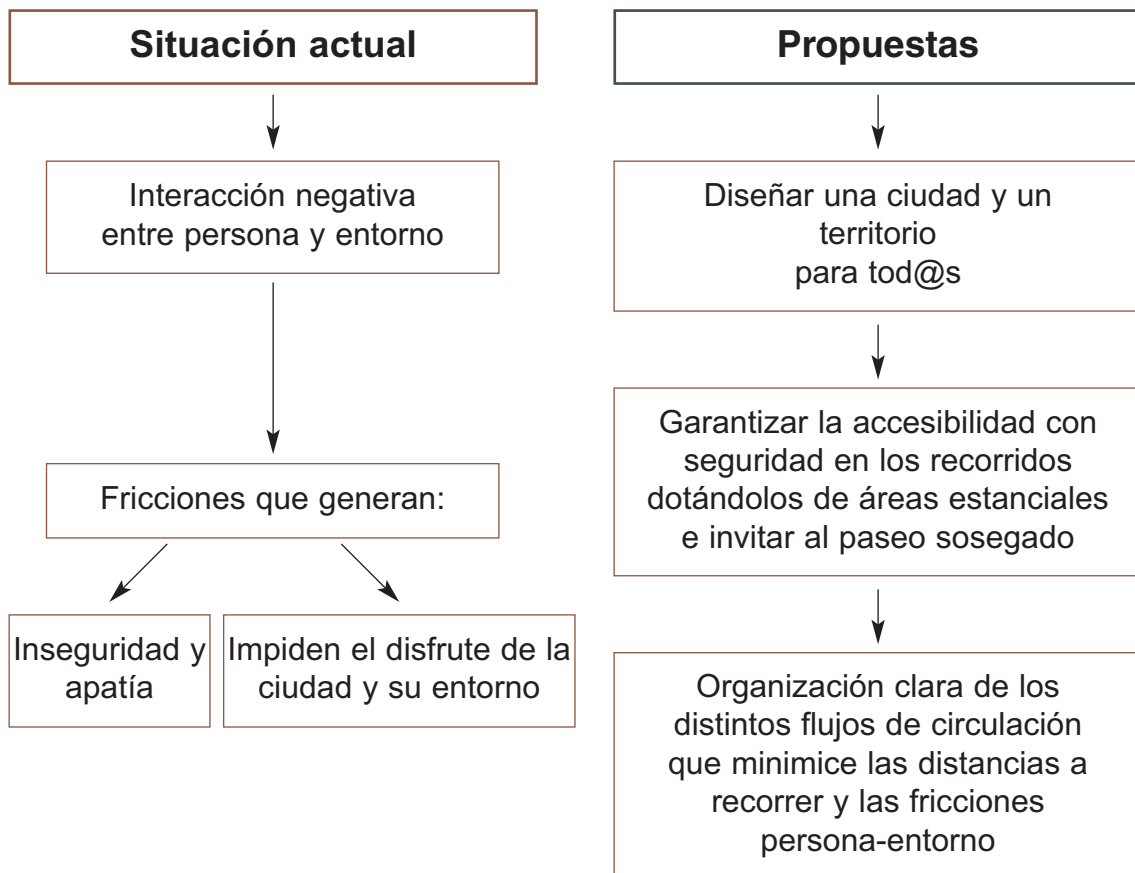 Situación actual
Interacción negativa
entre persona y entorno
Fricciones que generan:
Inseguridad y
apatía
Impiden el disfrute de la
ciudad y su entorno
Propuestas
Diseñar una ciudad y un
territorio
para tod@s
Garantizar la accesibilidad con
seguridad en los recorridos
dotándolos de áreas estanciales
e invitar al paseo sosegado
Organización clara de los
distintos flujos de circulación
que minimice las distancias a
recorrer y las fricciones
persona-entorno